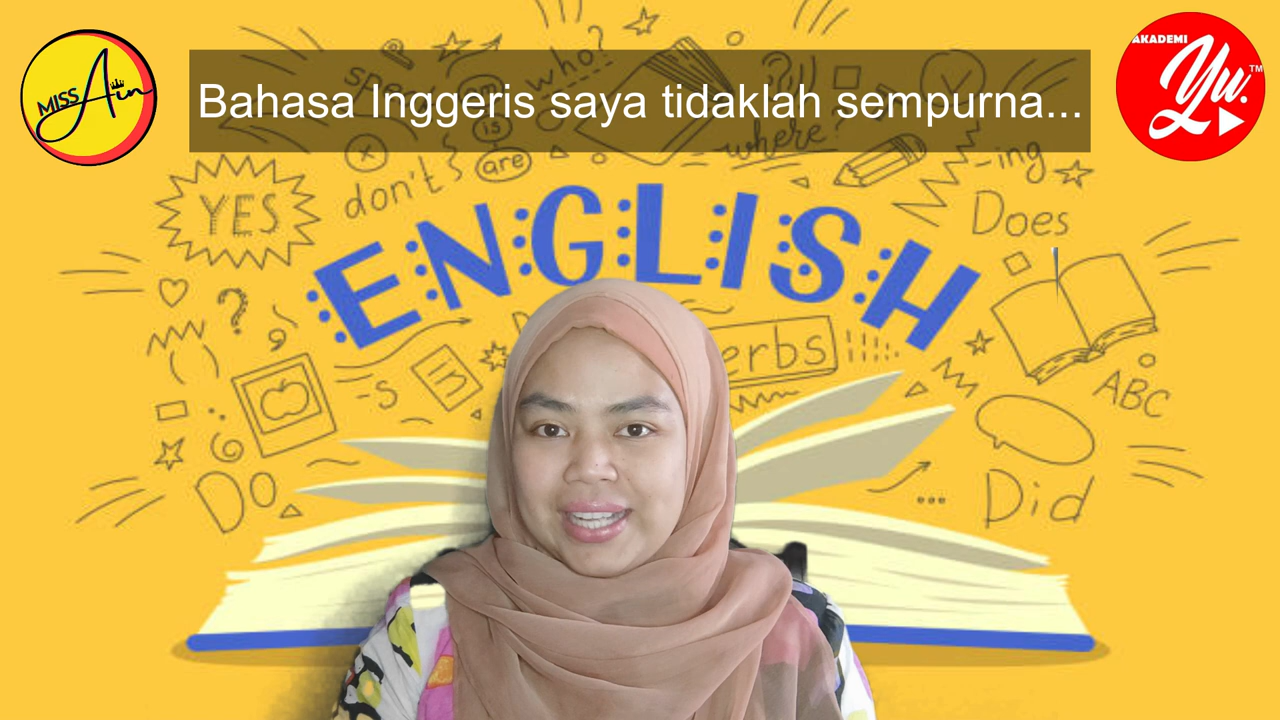 MISS Ain
Bahasa Inggeris saya tidaklah sempurna...
AKADEMI
Yu.
TM
who?
is
are
where?
don't
-ing
YES
Does
ENGLISH
?
erbs
-s
ABC
Do
...
Did